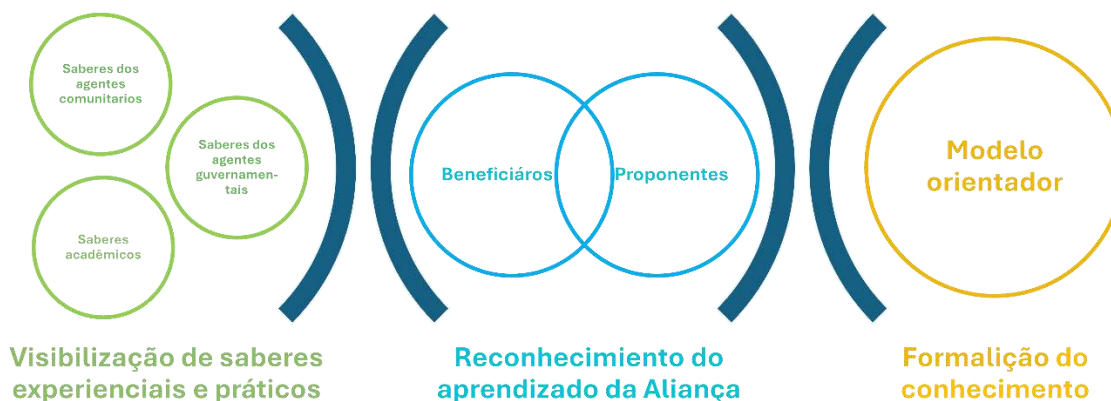 Saberes dos
agentes
comunitarios
Saberes dos
agentes
guvernamen-
tais
Saberes
acadêmicos
Visibilização de saberes
experienciais e práticos
Beneficiáros
Proponentes
Reconhecimiento do
aprendizado da Aliança
Modelo
orientador
Formalição do
conhecimento